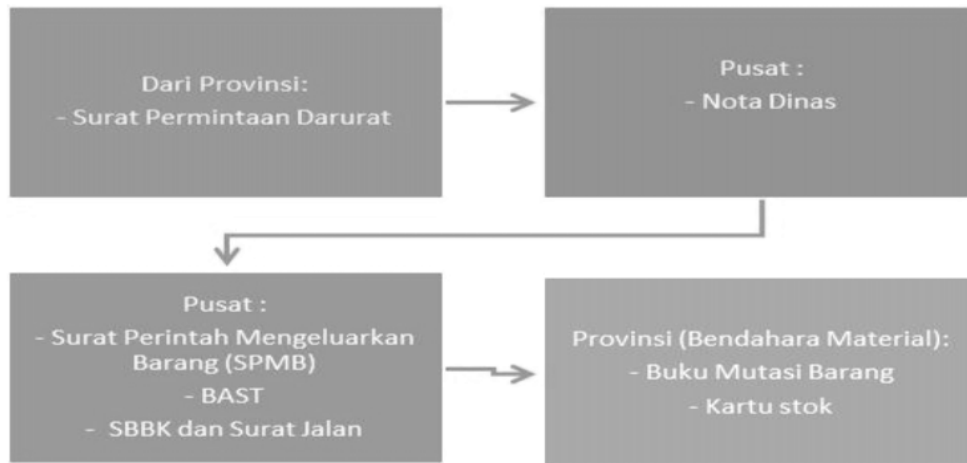 Dari Provinsi:
- Surat Permintaan Darurat
Pusat :
- Nota Dinas
Pusat :
- Surat Perintah Mengeluarkan
Barang (SPMB)
- BAST
- SBBK dan Surat Jalan
Provinsi (Bendahara Material):
- Buku Mutasi Barang
- Kartu stok